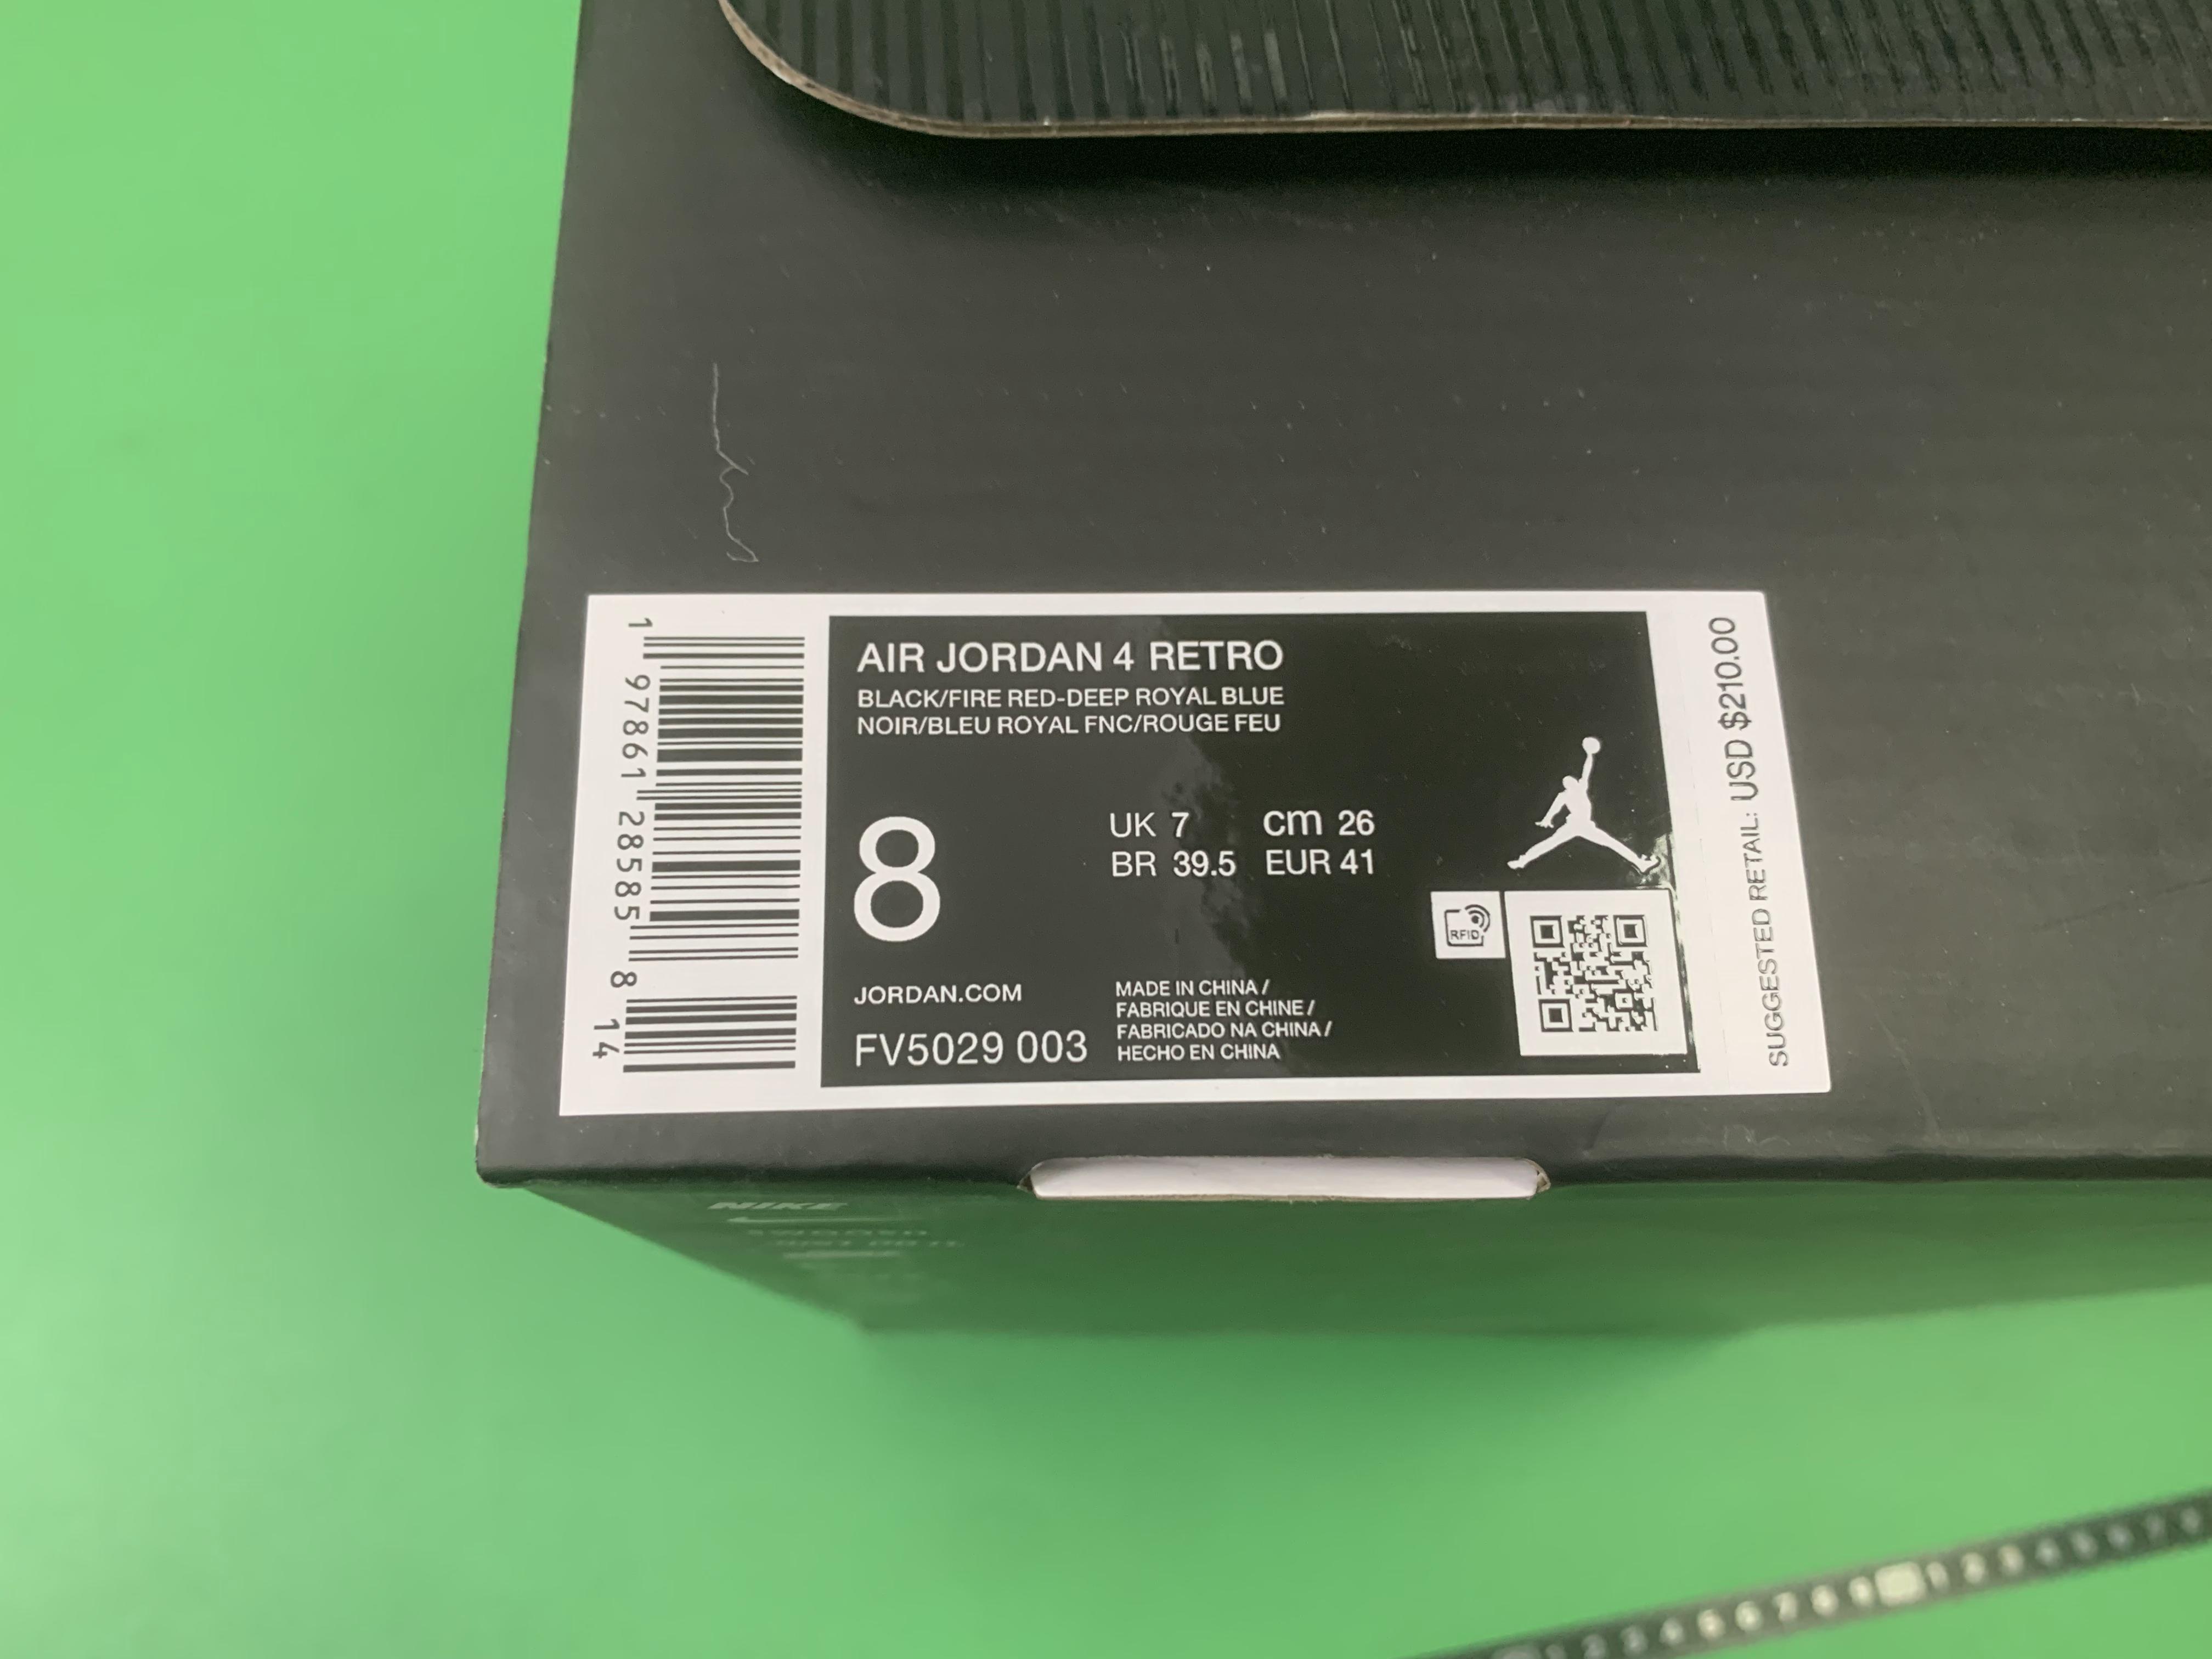 1 97861 28585 8 14
AIR JORDAN 4 RETRO
BLACK/FIRE RED-DEEP ROYAL BLUE
NOIR/BLEU ROYAL FNC/ROUGE FEU
8
UK 7 cm 26
BR 39.5 EUR 41
RFID
JORDAN.COM
FV5029 003
MADE IN CHINA /
FABRIQUE EN CHINE /
FABRICADO NA CHINA /
HECHO EN CHINA
SUGGESTED RETAIL: USD $210.00
NIKE